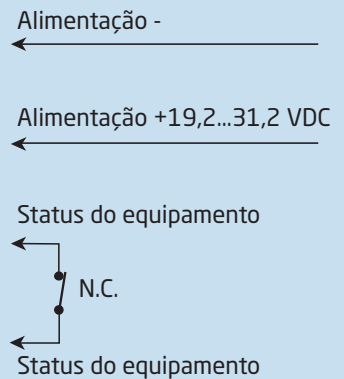 Alimentação -
Alimentação +19,2...31,2 VDC
Status do equipamento
N.C.
Status do equipamento